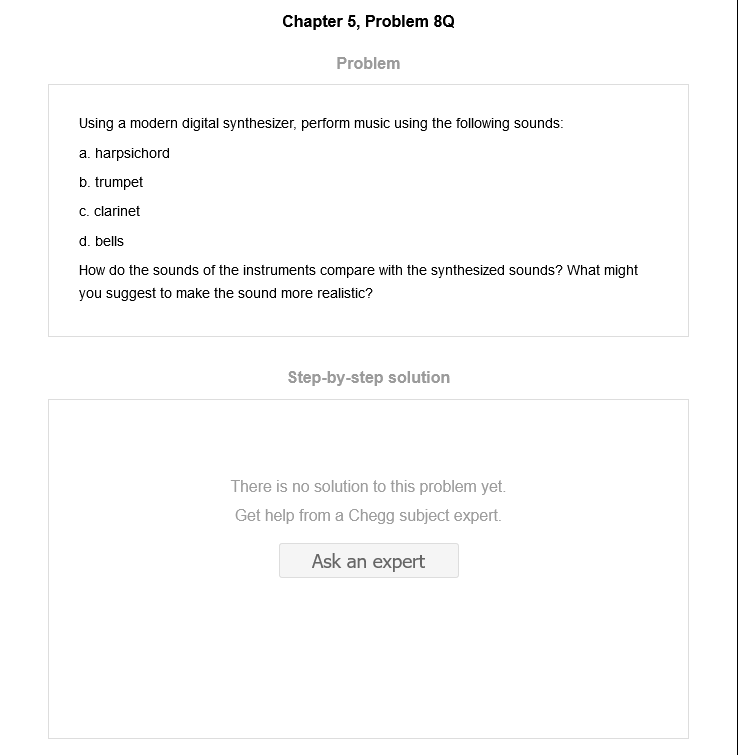 Chapter 5, Problem 8Q
Problem
Using a modern digital synthesizer, perform music using the following sounds:
a. harpsichord
b. trumpet
c. clarinet
d. bells
How do the sounds of the instruments compare with the synthesized sounds? What might
you suggest to make the sound more realistic?
Step-by-step solution
There is no solution to this problem yet.
Get help from a Chegg subject expert.
Ask an expert